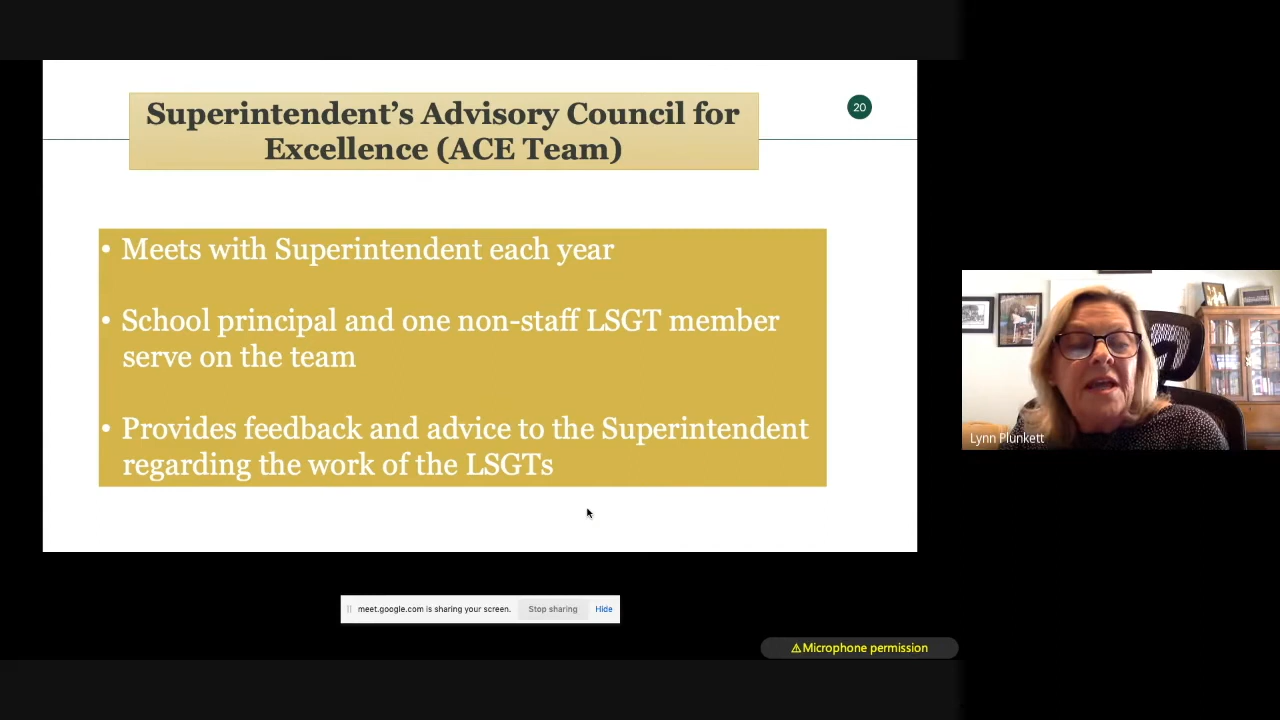 Superintendent’s Advisory Council for
Excellence (ACE Team)
20
• Meets with Superintendent each year
• School principal and one non-staff LSGT member
serve on the team
• Provides feedback and advice to the Superintendent
regarding the work of the LSGTs
Lynn Plunkett
meet.google.com is sharing your screen.
Stop sharing
Hide
⚠Microphone permission